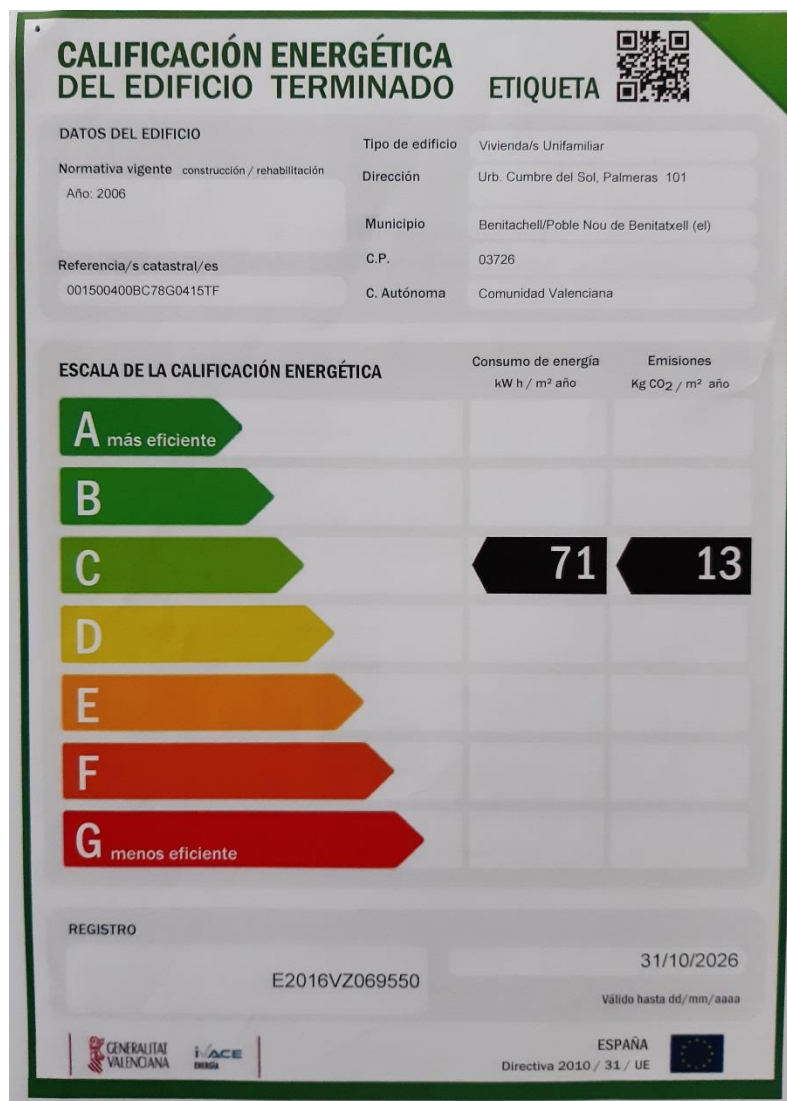 CALIFICACIÓN ENERGÉTICA
DEL EDIFICIO TERMINADO ETIQUETA
DATOS DEL EDIFICIO
Normativa vigente construcción / rehabilitación
Año: 2006
Referencia/s catastral/es
001500400BC78G0415TF
Tipo de edificio Vivienda/s Unifamiliar
Dirección Urb. Cumbre del Sol, Palmeras 101
Municipio Benitachell/Poble Nou de Benitatxell (el)
C.P. 03726
C. Autónoma Comunidad Valenciana
ESCALA DE LA CALIFICACIÓN ENERGÉTICA
Consumo de energía
kW h / m² año
Emisiones
Kg CO2 / m² año
A más eficiente
B
C 71 13
D
E
F
G menos eficiente
REGISTRO
E2016VZ069550
31/10/2026
Válido hasta dd/mm/aaaa
GENERALITAT
VALENCIANA
IVACE
ENERGÍA
ESPAÑA
Directiva 2010 / 31 / UE